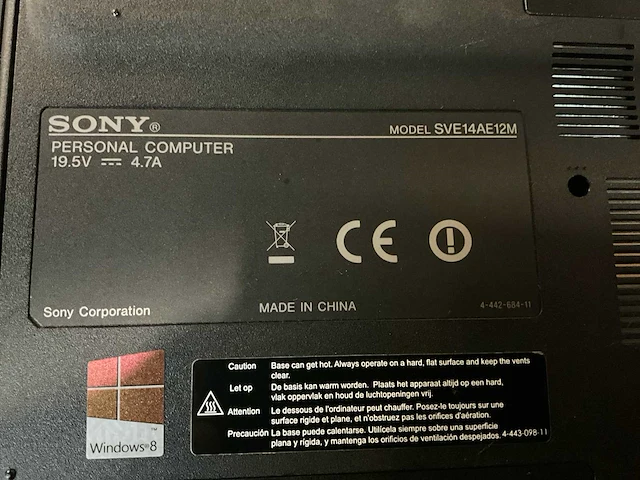 SONY®
MODEL SVE14AE12M
PERSONAL COMPUTER
19.5V ⎓ 4.7A
CE
Sony Corporation
MADE IN CHINA
4-442-684-11
Windows®8
Caution Base can get hot. Always operate on a hard, flat surface and keep the vents
clear.
Let op De basis kan warm worden. Plaats het apparaat altijd op een hard,
vlak oppervlak en houd de luchtopeningen vrij.
Attention Le dessous de l'ordinateur peut chauffer. Posez-le toujours sur une
surface rigide et plane, et n'obstruez pas les orifices d'aération.
Precaución La base puede calentarse. Utilícela siempre sobre una superficie
plana y rígida, y mantenga los orificios de ventilación despejados. 4-443-098-11